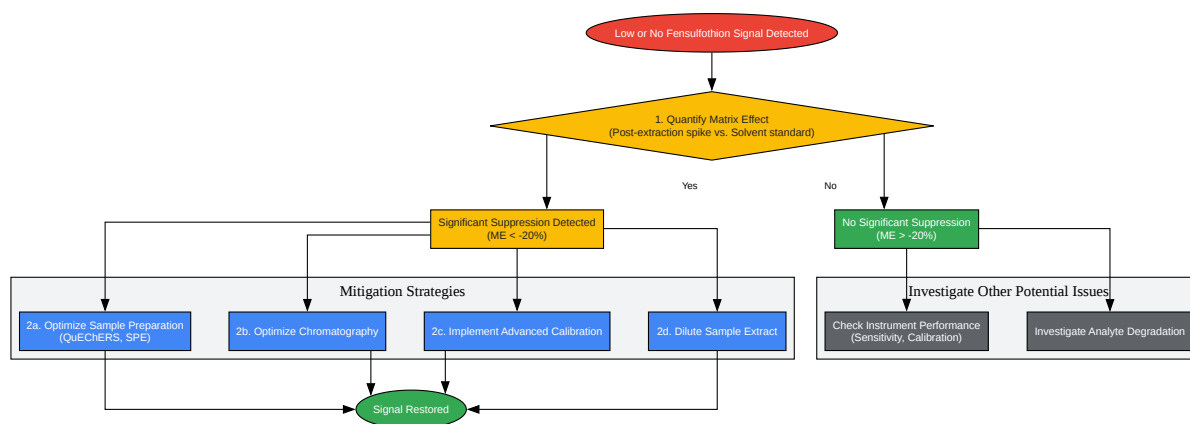 Low or No Fensulfothion Signal Detected
1. Quantify Matrix Effect
(Post-extraction spike vs. Solvent standard)
Yes
No
Significant Suppression Detected
(ME < -20%)
No Significant Suppression
(ME > -20%)
Mitigation Strategies
Investigate Other Potential Issues
2a. Optimize Sample Preparation
(QuEChERS, SPE)
2b. Optimize Chromatography
2c. Implement Advanced Calibration
2d. Dilute Sample Extract
Check Instrument Performance
(Sensitivity, Calibration)
Investigate Analyte Degradation
Signal Restored